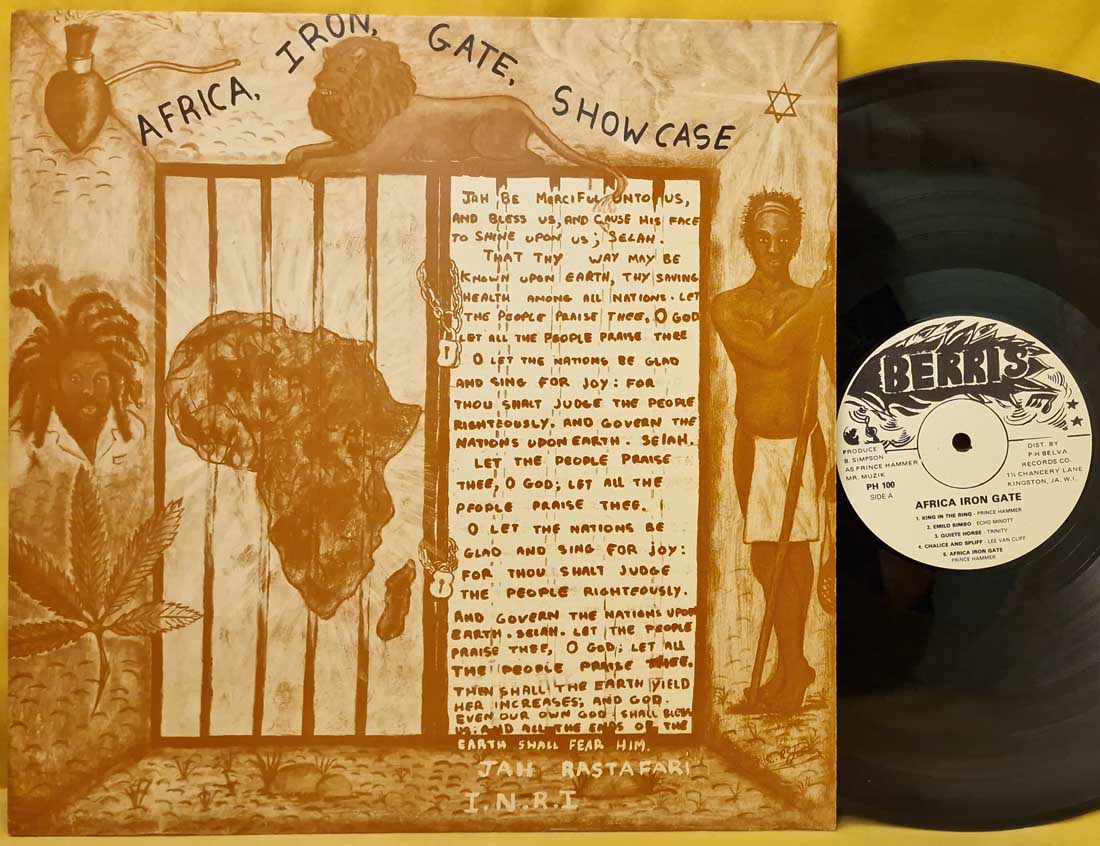 AFRICA, IRON, GATE, SHOWCASE
JAH BE MERCIFUL UNTO US,
AND BLESS US, AND CAUSE HIS FACE
TO SHINE UPON US; SELAH.
THAT THY WAY MAY BE
KNOWN UPON EARTH, THY SAVING
HEALTH AMONG ALL NATIONS. LET
THE PEOPLE PRAISE THEE, O GOD
LET ALL THE PEOPLE PRAISE THEE
O LET THE NATIONS BE GLAD
AND SING FOR JOY: FOR
THOU SHALT JUDGE THE PEOPLE
RIGHTEOUSLY. AND GOVERN THE
NATIONS UPON EARTH. SELAH.
LET THE PEOPLE PRAISE
THEE, O GOD; LET ALL THE
PEOPLE PRAISE THEE.
O LET THE NATIONS BE
GLAD AND SING FOR JOY:
FOR THOU SHALT JUDGE
THE PEOPLE RIGHTEOUSLY.
AND GOVERN THE NATIONS UPON
EARTH. SELAH. LET THE PEOPLE
PRAISE THEE, O GOD; LET ALL
THE PEOPLE PRAISE THEE.
THEN SHALL THE EARTH YIELD
HER INCREASES; AND GOD.
EVEN OUR OWN GOD SHALL BLESS
US. AND ALL THE ENDS OF THE
EARTH SHALL FEAR HIM.
JAH RASTAFARI
I.N.R.I
BERRIS
PRODUCE
B. SIMPSON
AS PRINCE HAMMER
MR. MUZIK
PH 100
SIDE A
DIST. BY
P-H BELVA
RECORDS CO.
1½ CHANCERY LANE
KINGSTON, JA. W.I.
AFRICA IRON GATE
1. KING IN THE RING - PRINCE HAMMER
2. EMILO BIMBO - ECHO MINOTT
3. QUIETE HORSE - TRINITY
4. CHALICE AND SPLIFF - LEE VAN CLIFF
5. AFRICA IRON GATE
PRINCE HAMMER